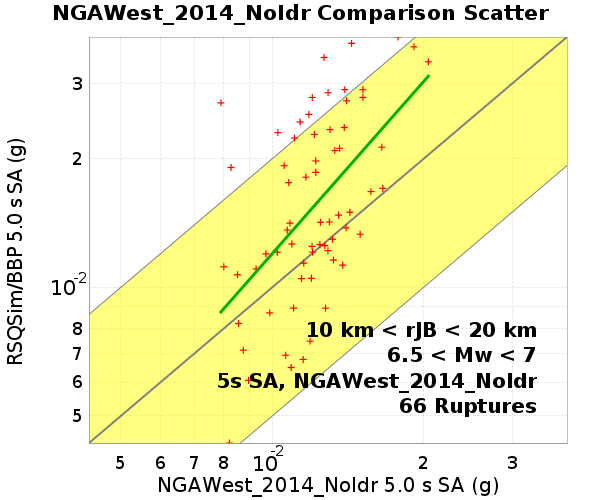 NGAWest_2014_NoIdr Comparison Scatter
RSQSim/BBP 5.0 s SA (g)
3
2
10⁻²
8
7
6
5
10 km < rJB < 20 km
6.5 < Mw < 7
5s SA, NGAWest_2014_NoIdr
66 Ruptures
5 6 7 8 10⁻² 2 3
NGAWest_2014_NoIdr 5.0 s SA (g)